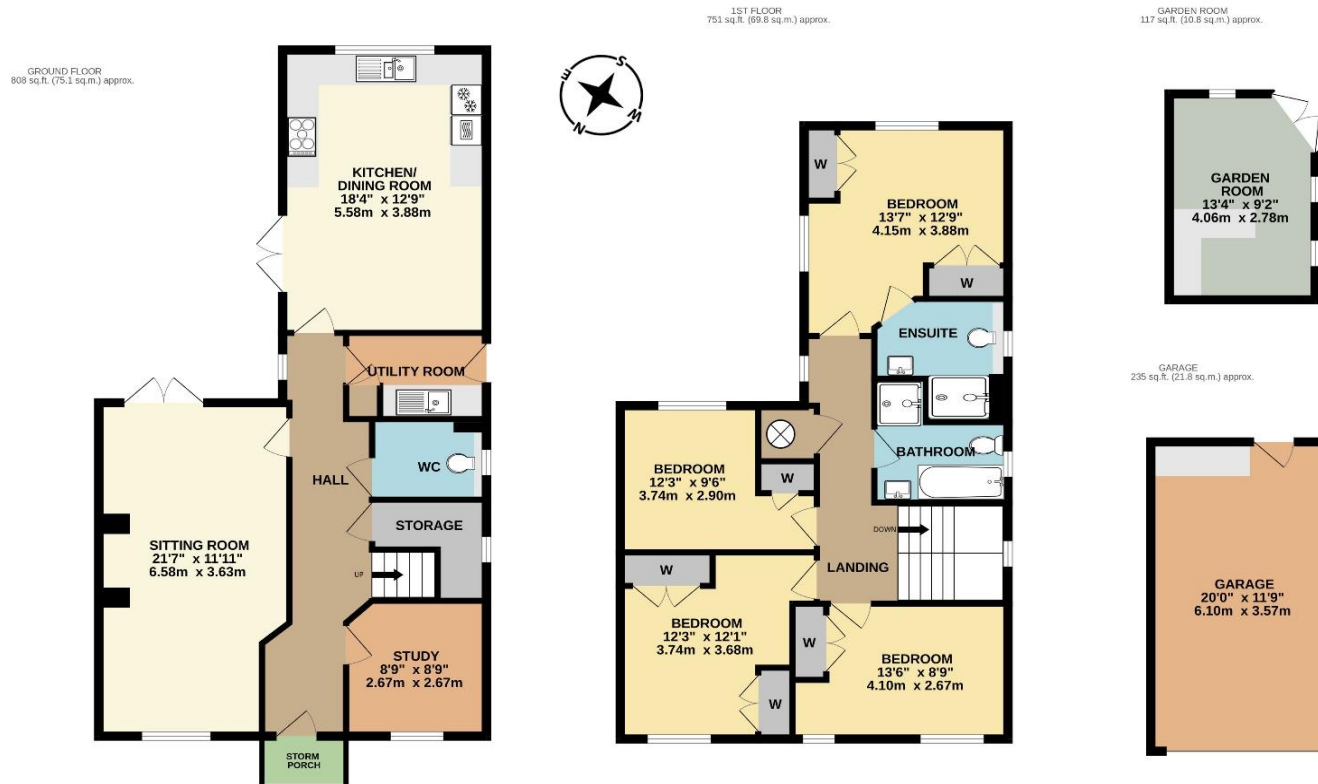 GROUND FLOOR
808 sq.ft. (75.1 sq.m.) approx.
KITCHEN/
DINING ROOM
18'4" x 12'9"
5.58m x 3.88m
UTILITY ROOM
WC
HALL
STORAGE
SITTING ROOM
21'7" x 11'11"
6.58m x 3.63m
UP
STUDY
8'9" x 8'9"
2.67m x 2.67m
STORM
PORCH
S
E
W
N
1ST FLOOR
751 sq.ft. (69.8 sq.m.) approx.
W
BEDROOM
13'7" x 12'9"
4.15m x 3.88m
W
ENSUITE
BATHROOM
BEDROOM
12'3" x 9'6"
3.74m x 2.90m
W
DOWN
LANDING
W
BEDROOM
12'3" x 12'1"
3.74m x 3.68m
W
W
BEDROOM
13'6" x 8'9"
4.10m x 2.67m
GARDEN ROOM
117 sq.ft. (10.8 sq.m.) approx.
GARDEN
ROOM
13'4" x 9'2"
4.06m x 2.78m
GARAGE
235 sq.ft. (21.8 sq.m.) approx.
GARAGE
20'0" x 11'9"
6.10m x 3.57m